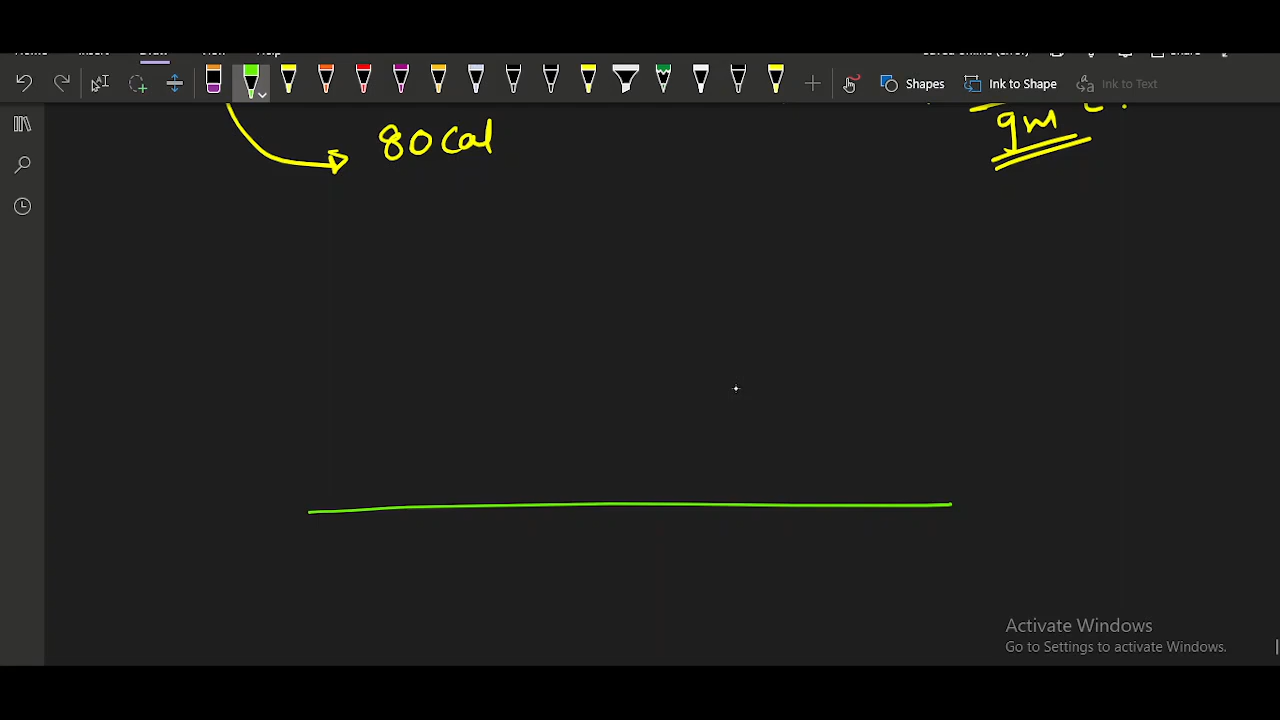 Shapes
Ink to Shape
Ink to Text
80 Cal
gm
Activate Windows
Go to Settings to activate Windows.